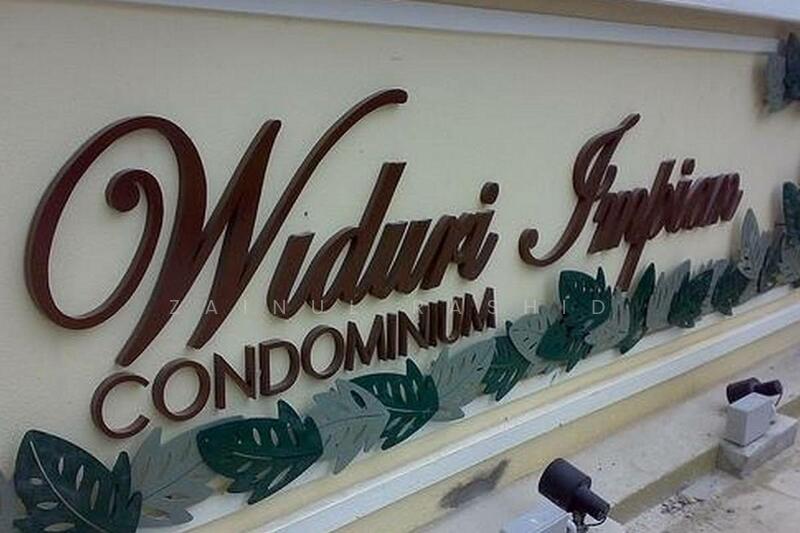 Widuri Impian
CONDOMINIUM
ZAINUL RASHID